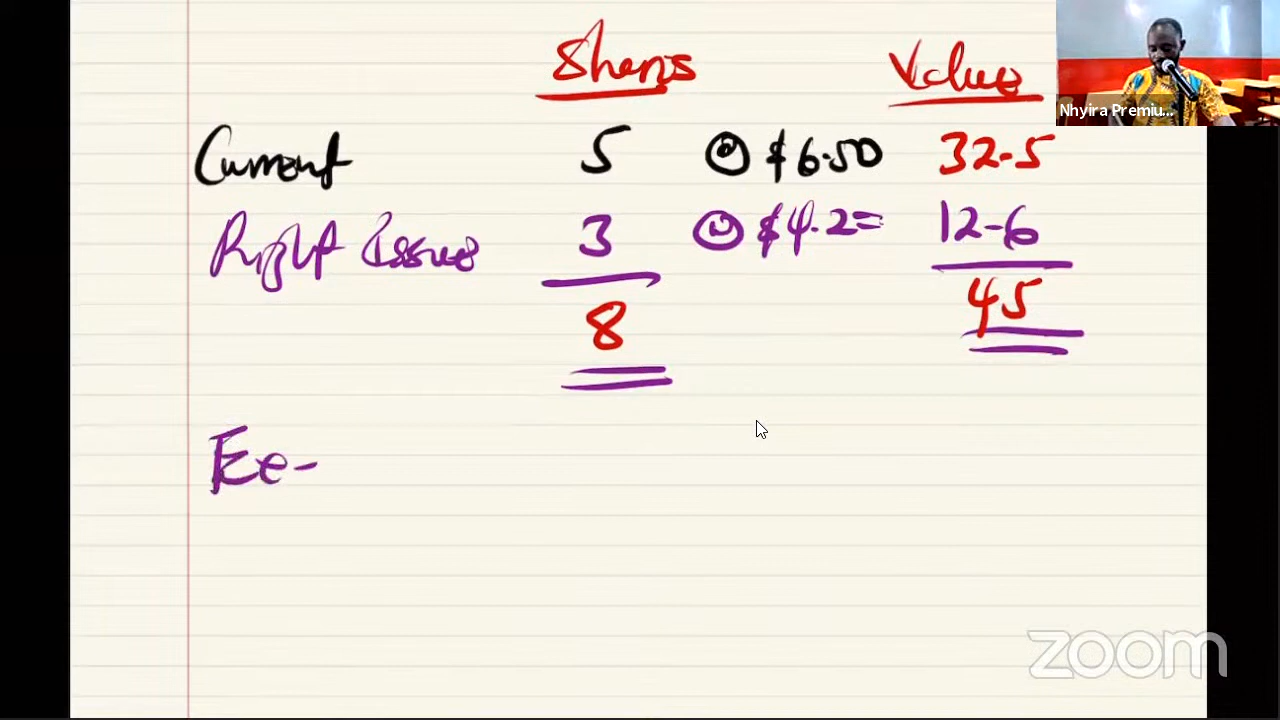 Shares Value
Nhyira Premiu...
Current 5 @ $6.50 32-5
Right Issues 3 @ $4.2= 12-6
8 45
Ee-
zoom